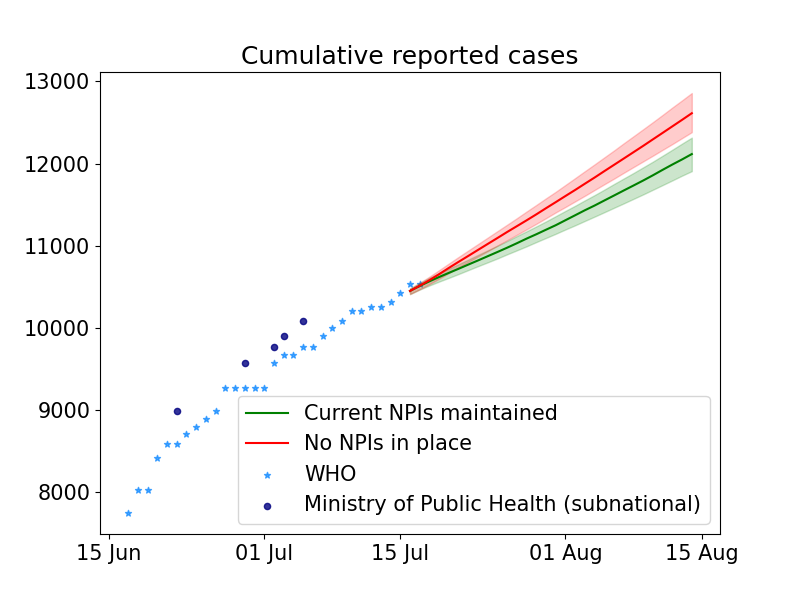 Cumulative reported cases
13000
12000
11000
10000
9000
8000
Current NPIs maintained
No NPIs in place
WHO
Ministry of Public Health (subnational)
15 Jun
01 Jul
15 Jul
01 Aug
15 Aug